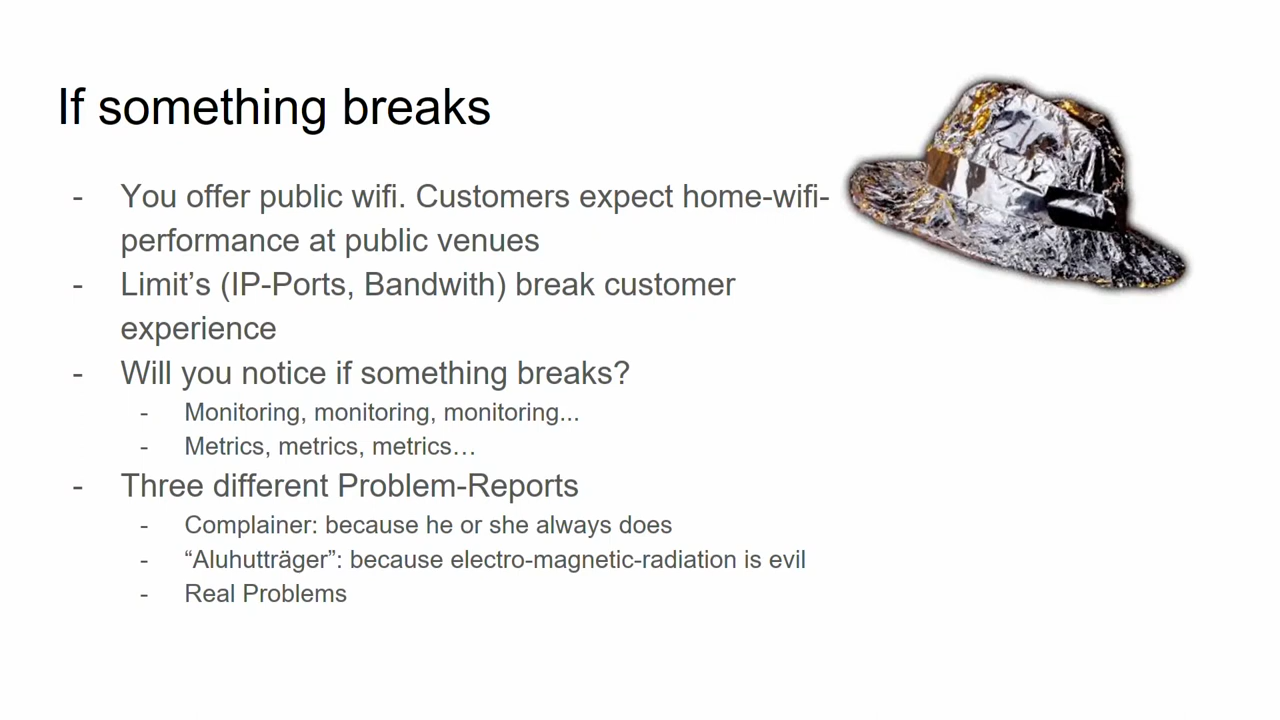 If something breaks
- You offer public wifi. Customers expect home-wifi-
performance at public venues
- Limit’s (IP-Ports, Bandwith) break customer
experience
- Will you notice if something breaks?
- Monitoring, monitoring, monitoring...
- Metrics, metrics, metrics…
- Three different Problem-Reports
- Complainer: because he or she always does
- “Aluhutträger”: because electro-magnetic-radiation is evil
- Real Problems